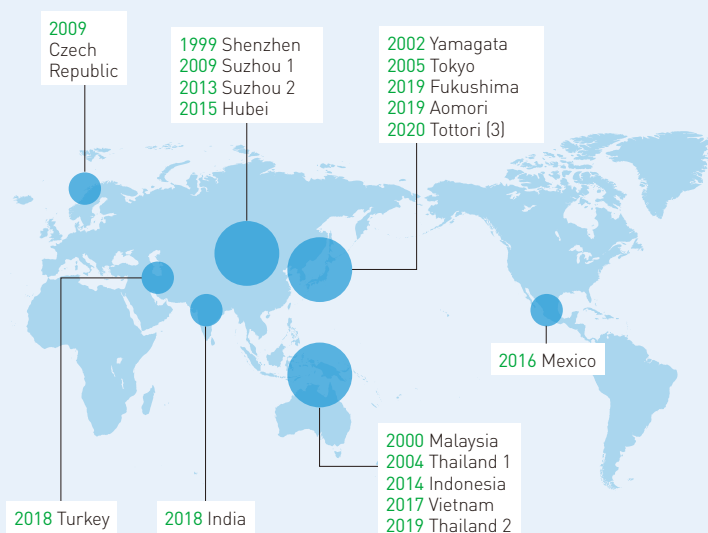 2009
Czech
Republic
1999 Shenzhen
2009 Suzhou 1
2013 Suzhou 2
2015 Hubei
2002 Yamagata
2005 Tokyo
2019 Fukushima
2019 Aomori
2020 Tottori (3)
2016 Mexico
2000 Malaysia
2004 Thailand 1
2014 Indonesia
2017 Vietnam
2019 Thailand 2
2018 Turkey
2018 India